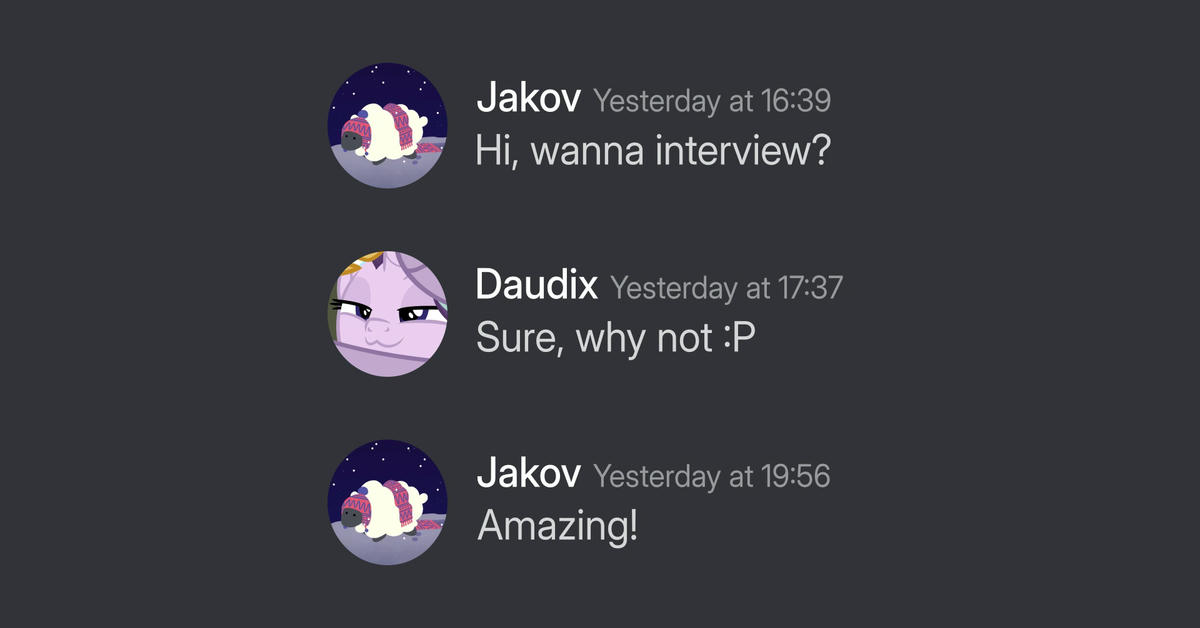 Jakov Yesterday at 16:39
Hi, wanna interview?
Daudix Yesterday at 17:37
Sure, why not :P
Jakov Yesterday at 19:56
Amazing!